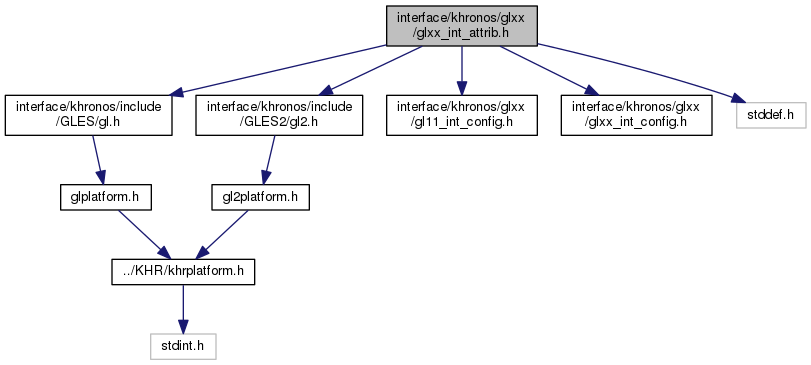 interface/khronos/glxx
/glxx_int_attrib.h
interface/khronos/include
/GLES/gl.h
interface/khronos/include
/GLES2/gl2.h
interface/khronos/glxx
/gl11_int_config.h
interface/khronos/glxx
/glxx_int_config.h
stddef.h
glplatform.h
gl2platform.h
../KHR/khrplatform.h
stdint.h